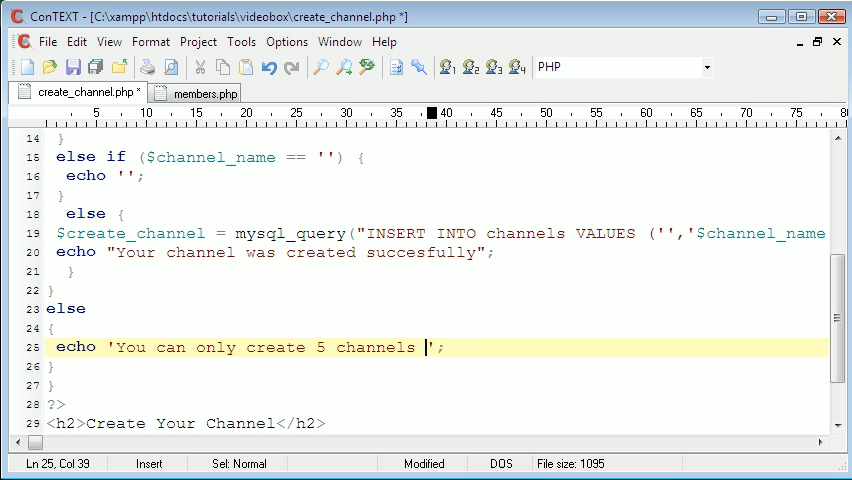 ConTEXT - [C:\xampp\htdocs\tutorials\videobox\create_channel.php *]
File Edit View Format Project Tools Options Window Help
1 2 3 4 PHP
create_channel.php * members.php
5 10 15 20 25 30 35 40 45 50 55 60 65 70 75 80
14 }
15 else if ($channel_name == '') {
16 echo '';
17 }
18 else {
19 $create_channel = mysql_query("INSERT INTO channels VALUES ('','$channel_name
20 echo "Your channel was created succesfully";
21 }
22 }
23 else
24 {
25 echo 'You can only create 5 channels ';
26 }
27 }
28 ?>
29 <h2>Create Your Channel</h2>
Ln 25, Col 39 Insert Sel: Normal Modified DOS File size: 1095